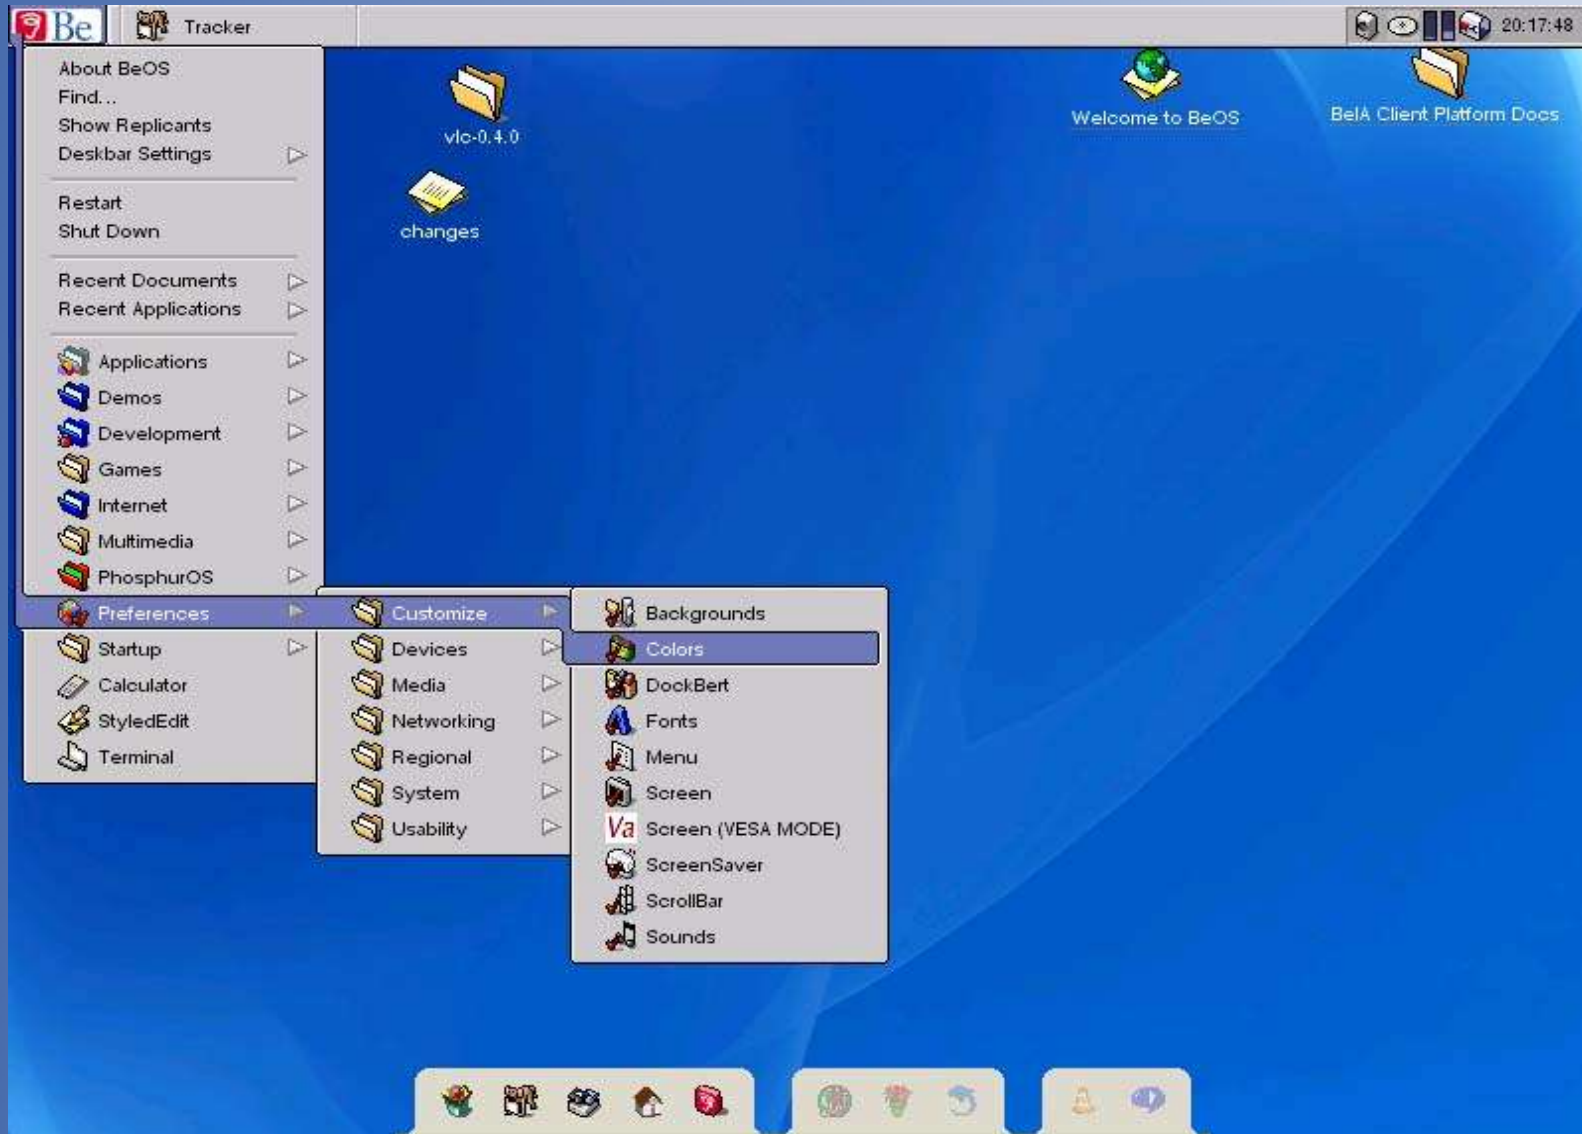 Be
Tracker
20:17:48
About BeOS
Find...
Show Replicants
Deskbar Settings
Restart
Shut Down
Recent Documents
Recent Applications
Applications
Demos
Development
Games
Internet
Multimedia
PhosphurOS
Preferences
Startup
Calculator
StyledEdit
Terminal
Customize
Devices
Media
Networking
Regional
System
Usability
Backgrounds
Colors
DockBert
Fonts
Menu
Screen
Va Screen (VESA MODE)
ScreenSaver
ScrollBar
Sounds
vlc-0.4.0
changes
Welcome to BeOS
BeIA Client Platform Docs